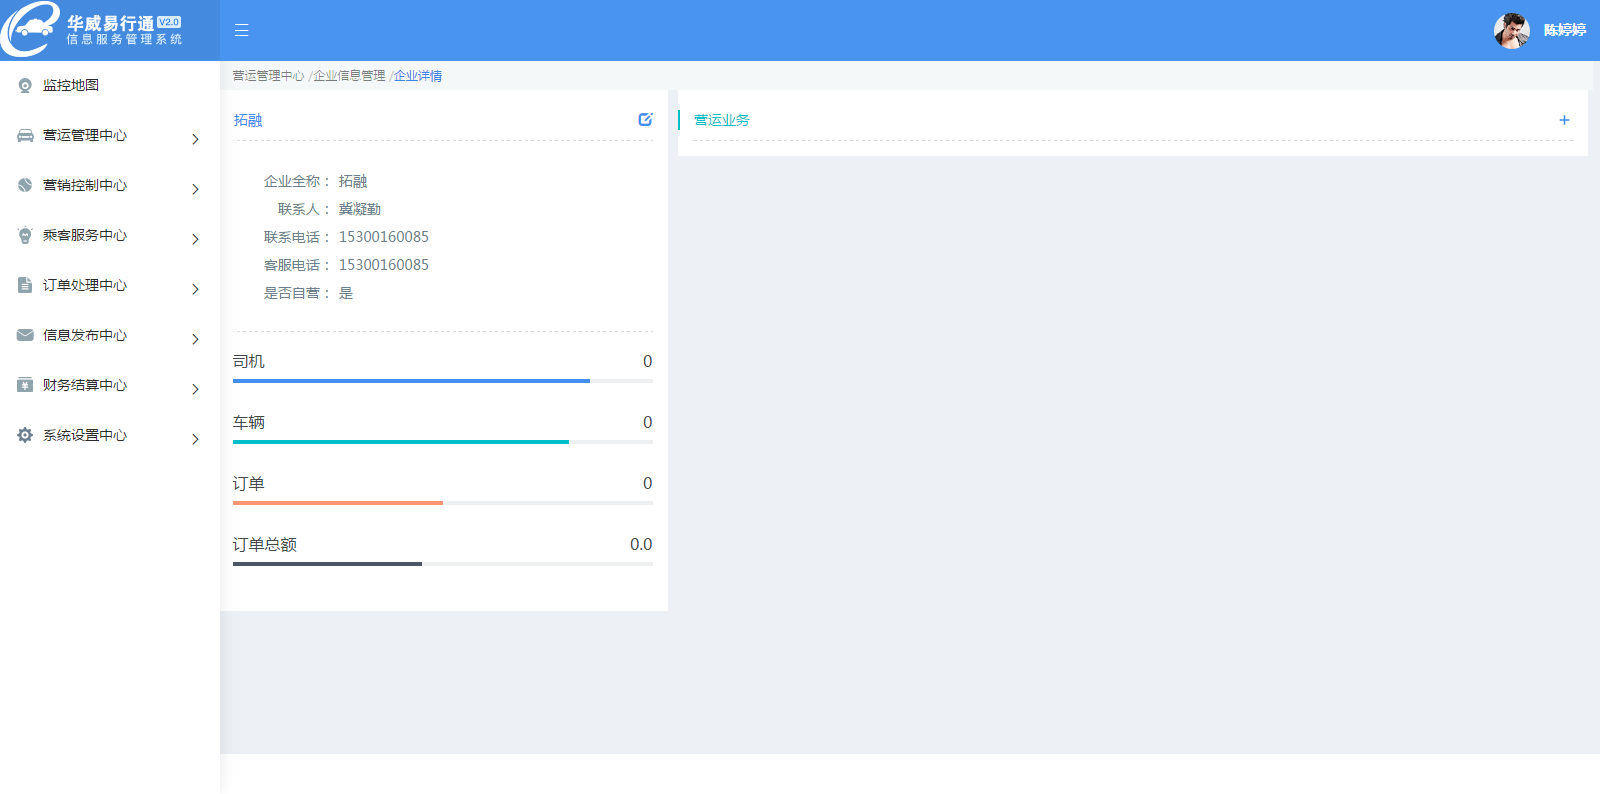 华威易行通 V2.0
信息服务管理系统
陈婷婷
监控地图
营运管理中心
营销控制中心
乘客服务中心
订单处理中心
信息发布中心
财务结算中心
系统设置中心
营运管理中心 /企业信息管理 /企业详情
拓融
企业全称： 拓融
联系人： 冀凝勤
联系电话： 15300160085
客服电话： 15300160085
是否自营： 是
司机 0
车辆 0
订单 0
订单总额 0.0
营运业务 +